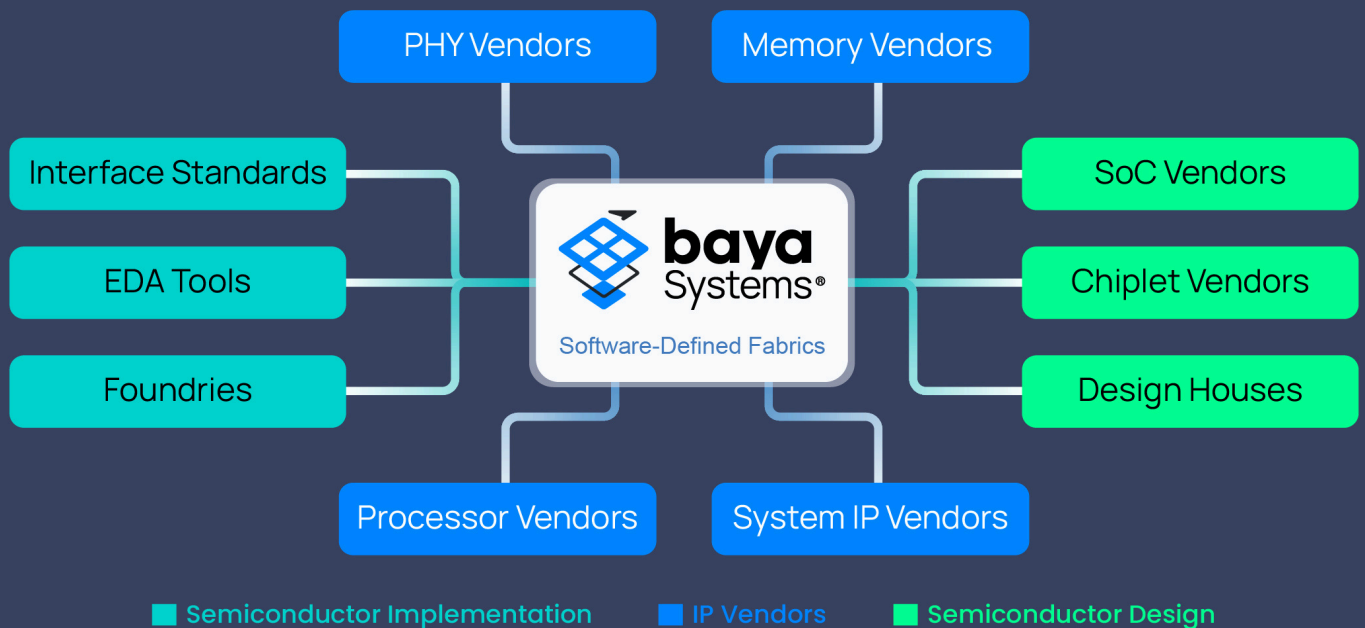 PHY Vendors
Memory Vendors
Interface Standards
EDA Tools
Foundries
baya
Systems®
Software-Defined Fabrics
SoC Vendors
Chiplet Vendors
Design Houses
Processor Vendors
System IP Vendors
Semiconductor Implementation
IP Vendors
Semiconductor Design